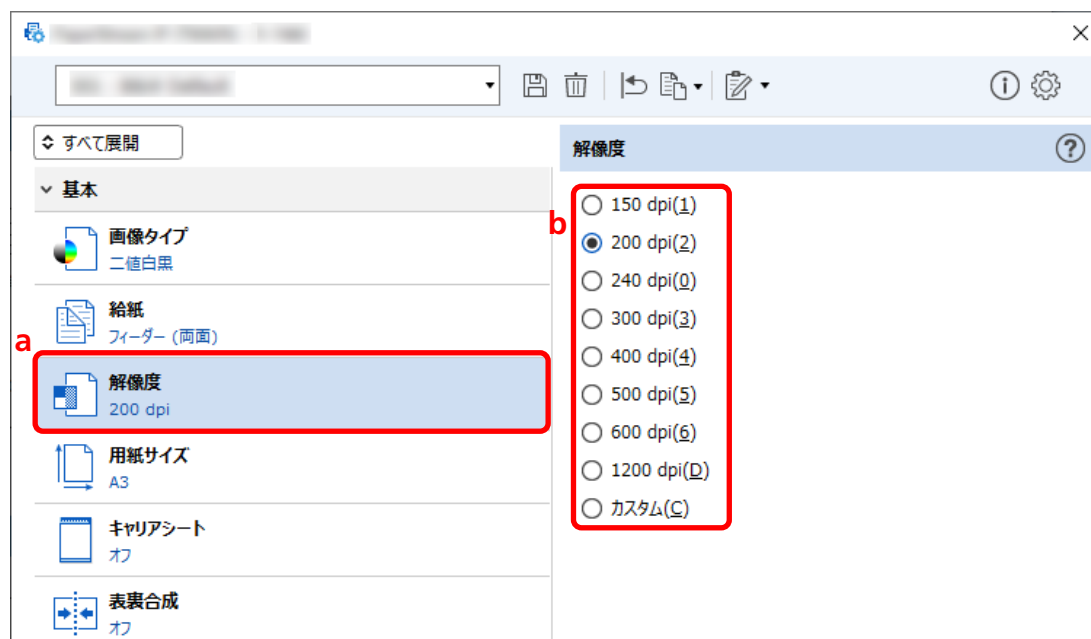 すべて展開
基本
画像タイプ
二値白黒
給紙
フィーダー (両面)
a
解像度
200 dpi
用紙サイズ
A3
キャリアシート
オフ
表裏合成
オフ
解像度
b
150 dpi(1)
200 dpi(2)
240 dpi(0)
300 dpi(3)
400 dpi(4)
500 dpi(5)
600 dpi(6)
1200 dpi(D)
カスタム(C)